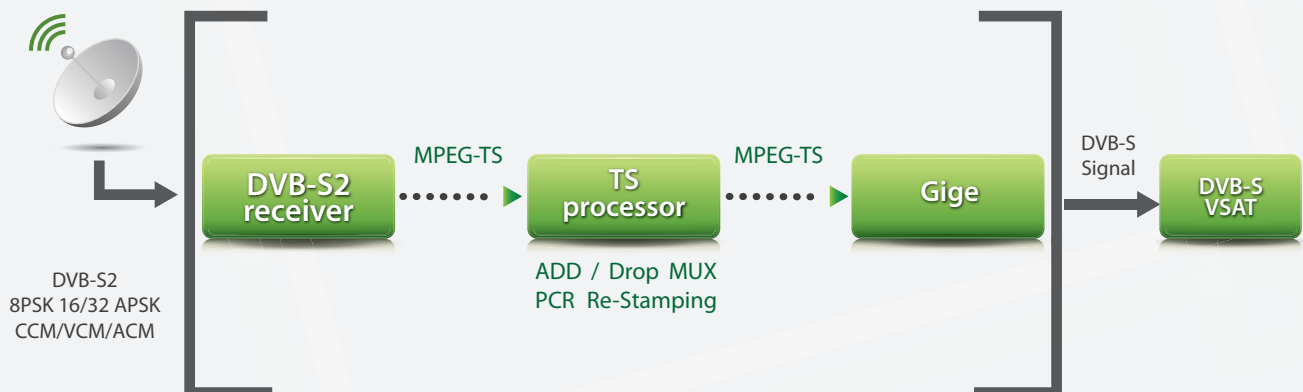 DVB-S2
8PSK 16/32 APSK
CCM/VCM/ACM
DVB-S2
receiver
MPEG-TS
TS
processor
ADD / Drop MUX
PCR Re-Stamping
MPEG-TS
Gige
DVB-S
Signal
DVB-S
VSAT